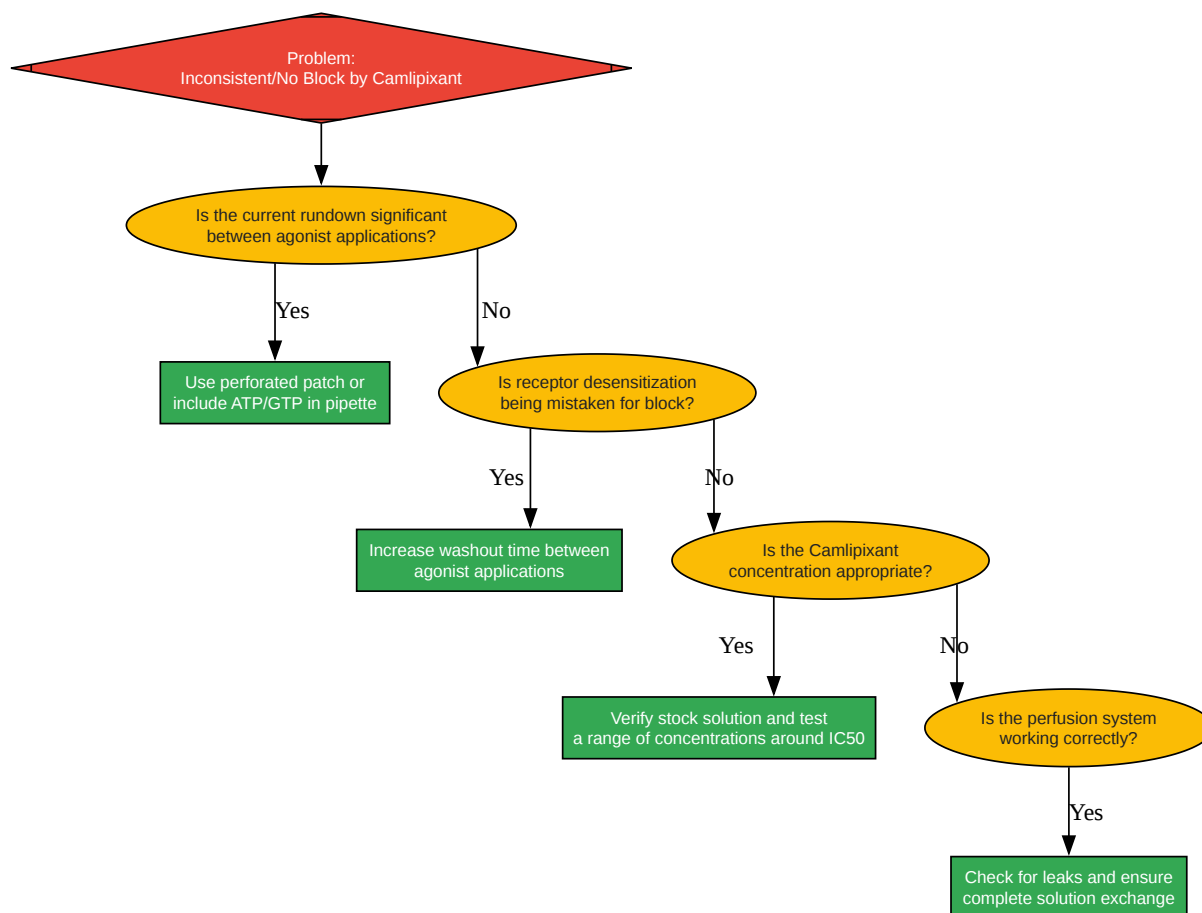 Problem:
Inconsistent/No Block by Camlipixant
Is the current rundown significant
between agonist applications?
Yes
No
Use perforated patch or
include ATP/GTP in pipette
Is receptor desensitization
being mistaken for block?
Yes
No
Increase washout time between
agonist applications
Is the Camlipixant
concentration appropriate?
Yes
No
Verify stock solution and test
a range of concentrations around IC50
Is the perfusion system
working correctly?
Yes
Check for leaks and ensure
complete solution exchange